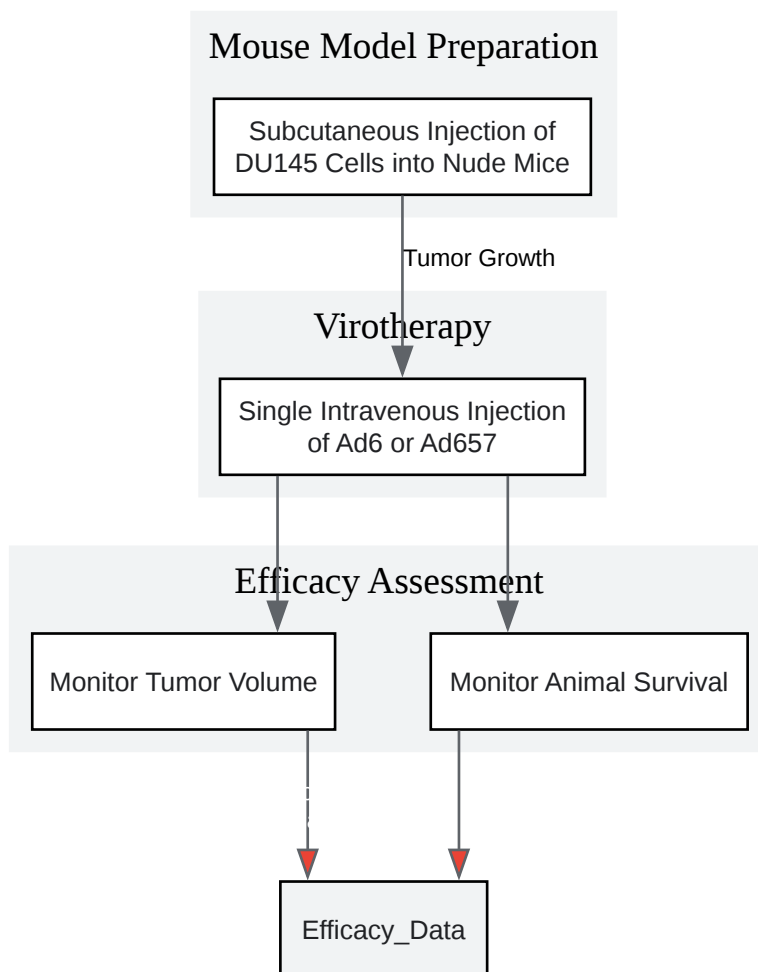 Mouse Model Preparation
Subcutaneous Injection of
DU145 Cells into Nude Mice
Tumor Growth
Virotherapy
Single Intravenous Injection
of Ad6 or Ad657
Efficacy Assessment
Monitor Tumor Volume
Monitor Animal Survival
Efficacy_Data